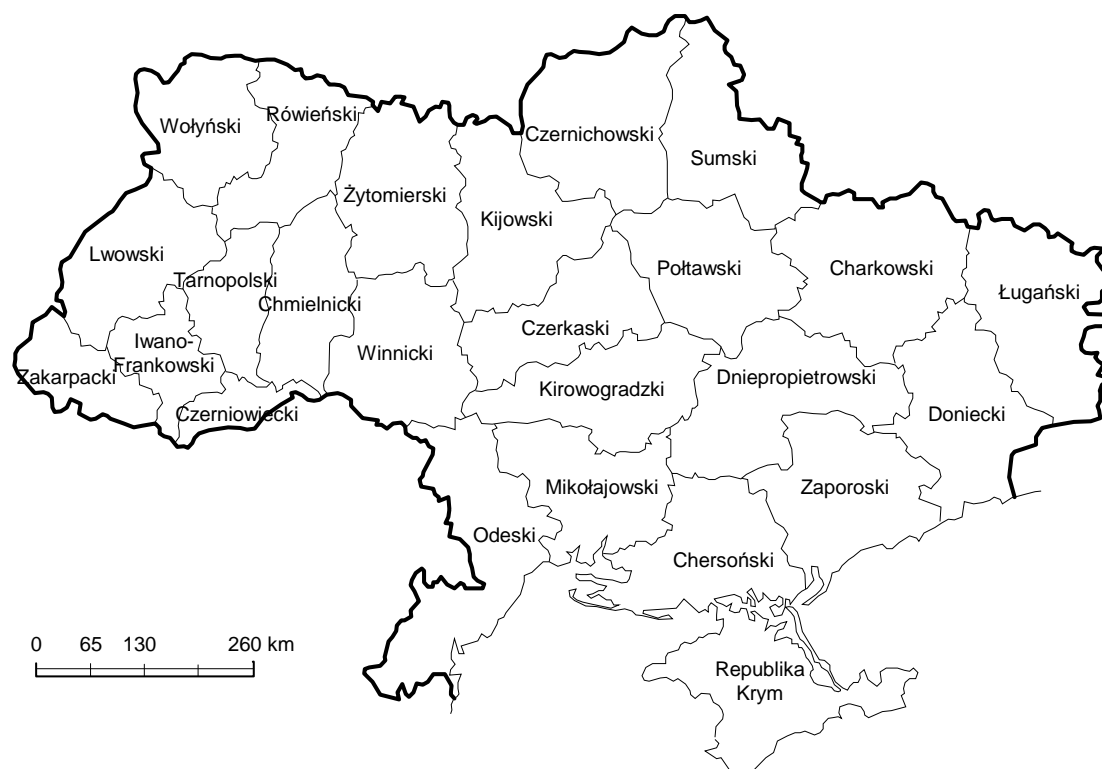 Rówieński
Wołyński
Czernichowski
Sumski
Żytomierski
Kijowski
Lwowski
Tarnopolski
Połtawski
Charkowski
Ługański
Chmielnicki
Czerkaski
Iwano-
Frankowski
Winnicki
Zakarpacki
Kirowogradzki
Dniepropietrowski
Czerniowiecki
Doniecki
Mikołajowski
Zaporoski
Odeski
Chersoński
0 65 130 260 km
Republika
Krym